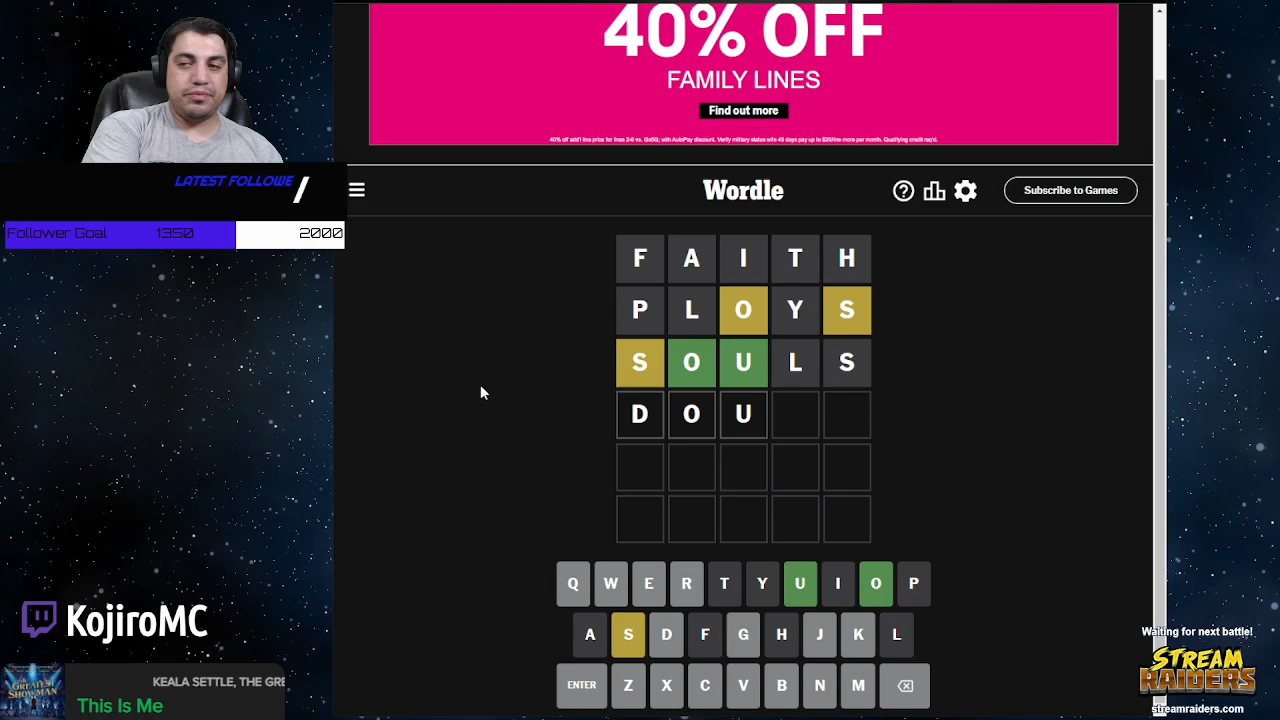 40% OFF
FAMILY LINES
Find out more
LATEST FOLLOWE
/
Follower Goal 1350 2000
Wordle
Subscribe to Games
F A I T H
P L O Y S
S O U L S
D O U
Q W E R T Y U I O P
A S D F G H J K L
ENTER Z X C V B N M
KojiroMC
KEALA SETTLE, THE GRE
This Is Me
Waiting for next battle!
STREAM
RAIDERS
streamraiders.com